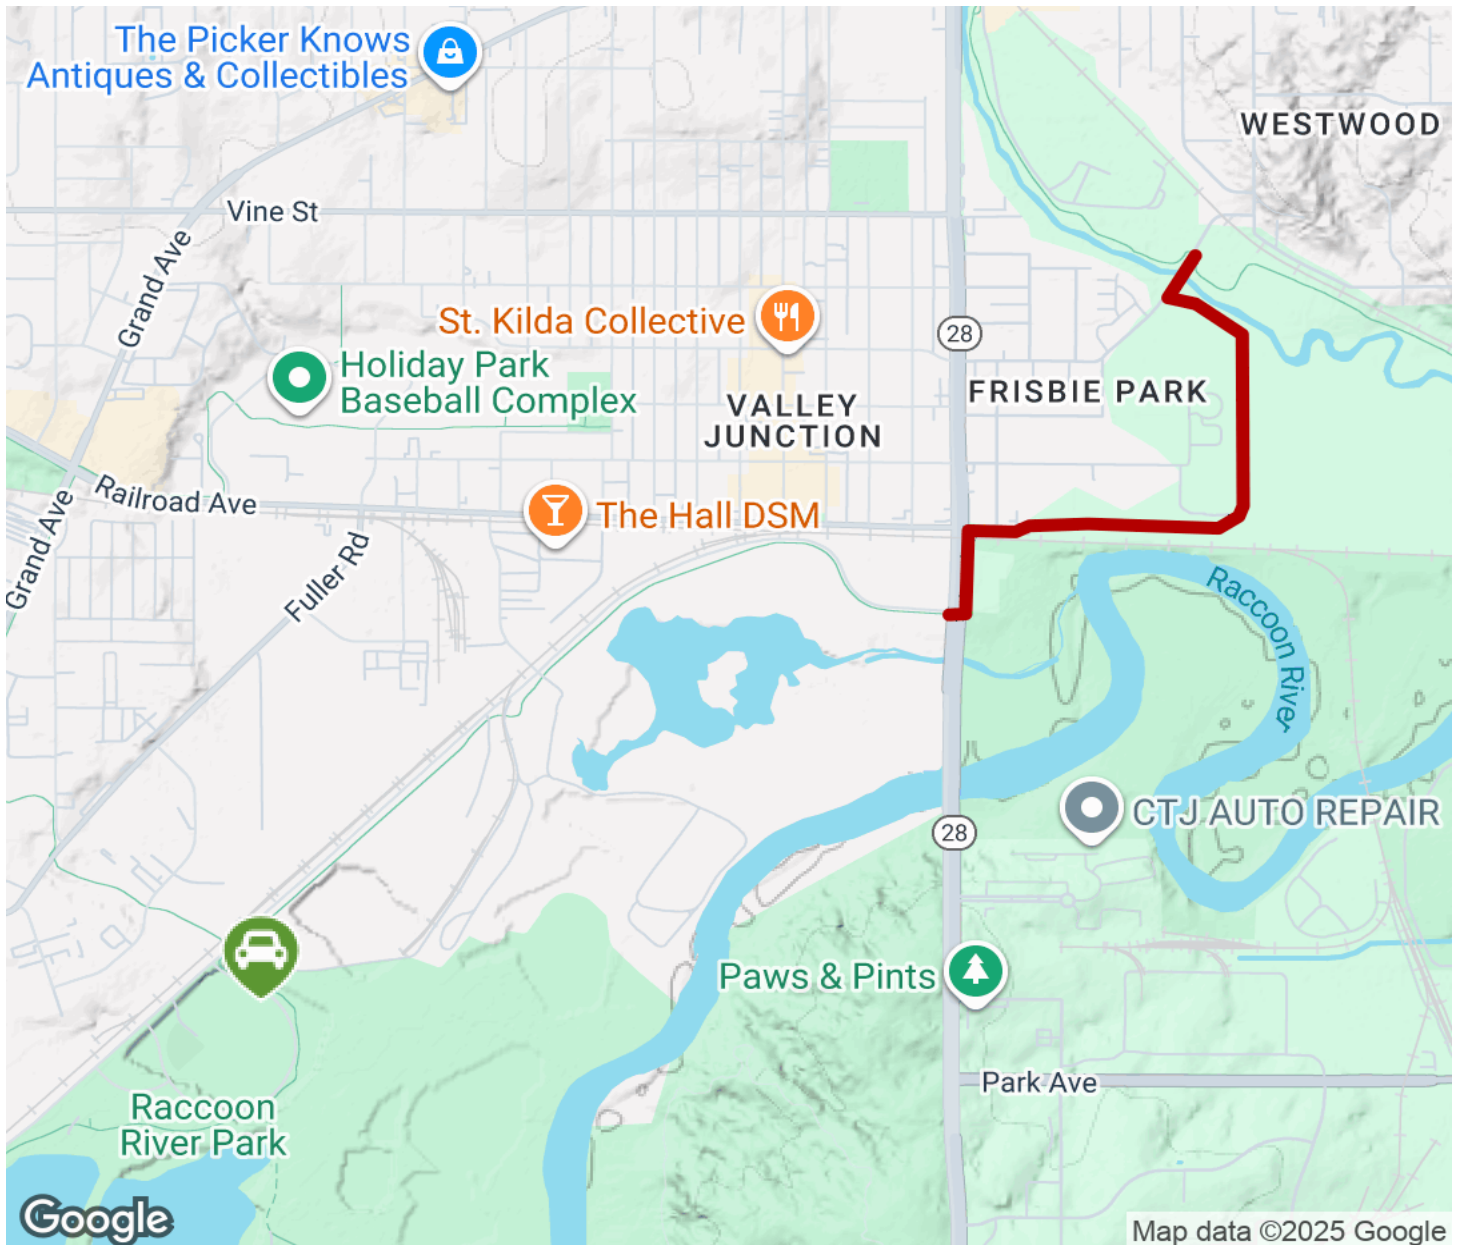 The Picker Knows
Antiques & Collectibles
WESTWOOD
Vine St
Grand Ave
St. Kilda Collective
28
Holiday Park
Baseball Complex
FRISBIE PARK
VALLEY
JUNCTION
Railroad Ave
The Hall DSM
Grand Ave
Fuller Rd
Raccoon River
CTJ AUTO REPAIR
28
Paws & Pints
Park Ave
Raccoon
River Park
Google
Map data ©2025 Google